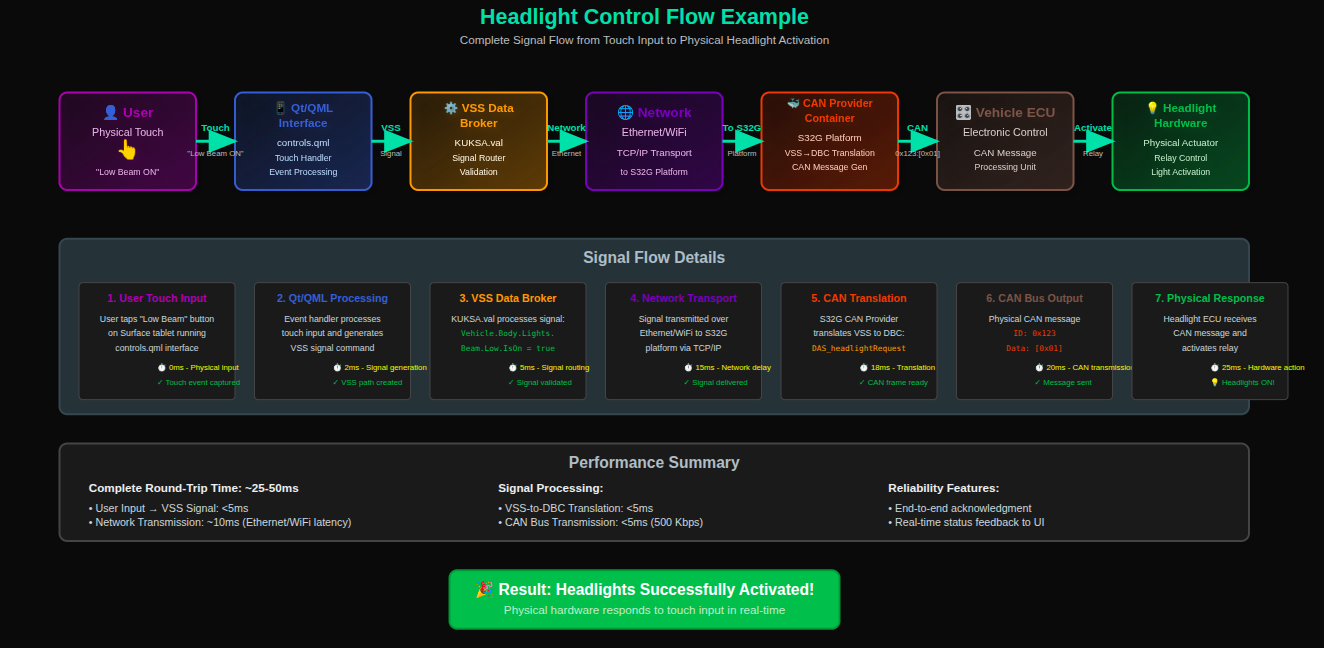 Headlight Control Flow Example
Complete Signal Flow from Touch Input to Physical Headlight Activation
👤 User
Physical Touch
👆
"Low Beam ON"
Touch
"Low Beam ON"
📱 Qt/QML
Interface
controls.qml
Touch Handler
Event Processing
VSS
Signal
⚙️ VSS Data
Broker
KUKSA.val
Signal Router
Validation
Network
Ethernet
🌐 Network
Ethernet/WiFi
TCP/IP Transport
to S32G Platform
To S32G
Platform
🐳 CAN Provider
Container
S32G Platform
VSS→DBC Translation
CAN Message Gen
CAN
0x123:[0x01]
🎛️ Vehicle ECU
Electronic Control
CAN Message
Processing Unit
Activate
Relay
💡 Headlight
Hardware
Physical Actuator
Relay Control
Light Activation
Signal Flow Details
1. User Touch Input
User taps "Low Beam" button
on Surface tablet running
controls.qml interface
⏱️ 0ms - Physical input
✓ Touch event captured
2. Qt/QML Processing
Event handler processes
touch input and generates
VSS signal command
⏱️ 2ms - Signal generation
✓ VSS path created
3. VSS Data Broker
KUKSA.val processes signal:
Vehicle.Body.Lights.
Beam.Low.IsOn = true
⏱️ 5ms - Signal routing
✓ Signal validated
4. Network Transport
Signal transmitted over
Ethernet/WiFi to S32G
platform via TCP/IP
⏱️ 15ms - Network delay
✓ Signal delivered
5. CAN Translation
S32G CAN Provider
translates VSS to DBC:
DAS_headlightRequest
⏱️ 18ms - Translation
✓ CAN frame ready
6. CAN Bus Output
Physical CAN message
ID: 0x123
Data: [0x01]
⏱️ 20ms - CAN transmission
✓ Message sent
7. Physical Response
Headlight ECU receives
CAN message and
activates relay
⏱️ 25ms - Hardware action
💡 Headlights ON!
Performance Summary
Complete Round-Trip Time: ~25-50ms
• User Input → VSS Signal: <5ms
• Network Transmission: ~10ms (Ethernet/WiFi latency)
Signal Processing:
• VSS-to-DBC Translation: <5ms
• CAN Bus Transmission: <5ms (500 Kbps)
Reliability Features:
• End-to-end acknowledgment
• Real-time status feedback to UI
🎉 Result: Headlights Successfully Activated!
Physical hardware responds to touch input in real-time